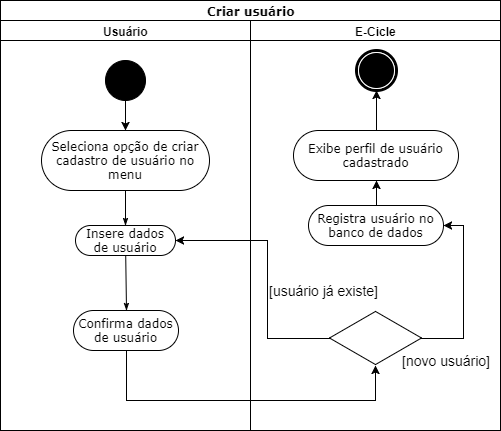 Criar usuário
Usuário
E-Cicle
Seleciona opção de criar
cadastro de usuário no
menu
Exibe perfil de usuário
cadastrado
Insere dados
de usuário
Registra usuário no
banco de dados
[usuário já existe]
Confirma dados
de usuário
[novo usuário]